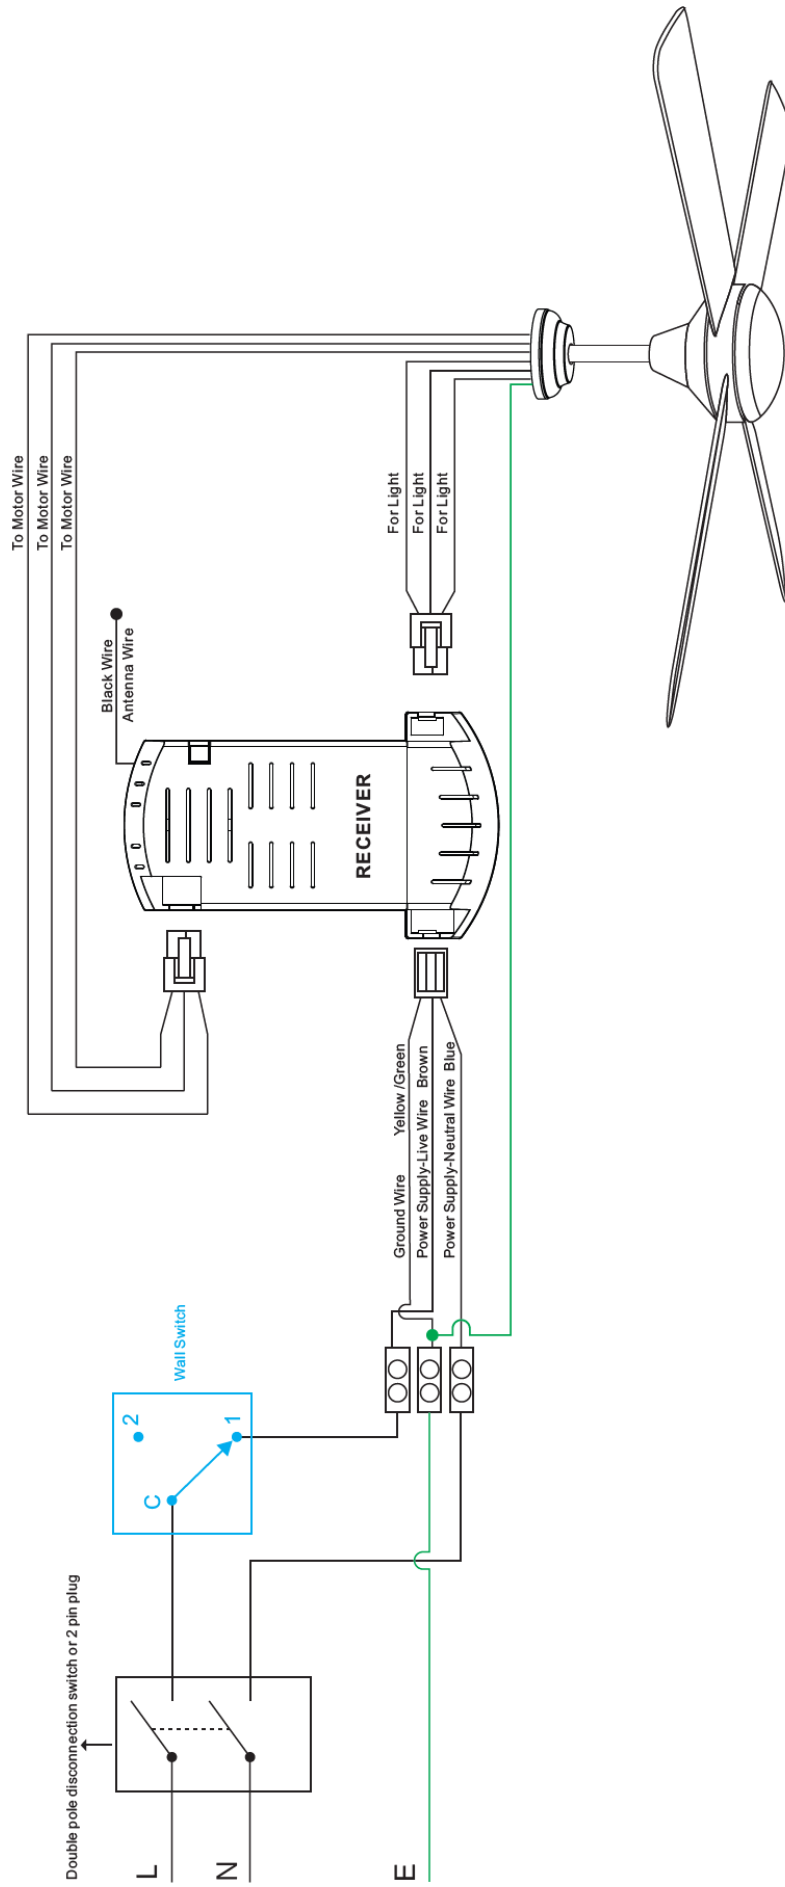 Double pole disconnection switch or 2 pin plug
L
N
E
Wall Switch
C
2
1
Ground Wire Yellow /Green
Power Supply-Live Wire Brown
Power Supply-Neutral Wire Blue
RECEIVER
Black Wire
Antenna Wire
To Motor Wire
To Motor Wire
To Motor Wire
For Light
For Light
For Light